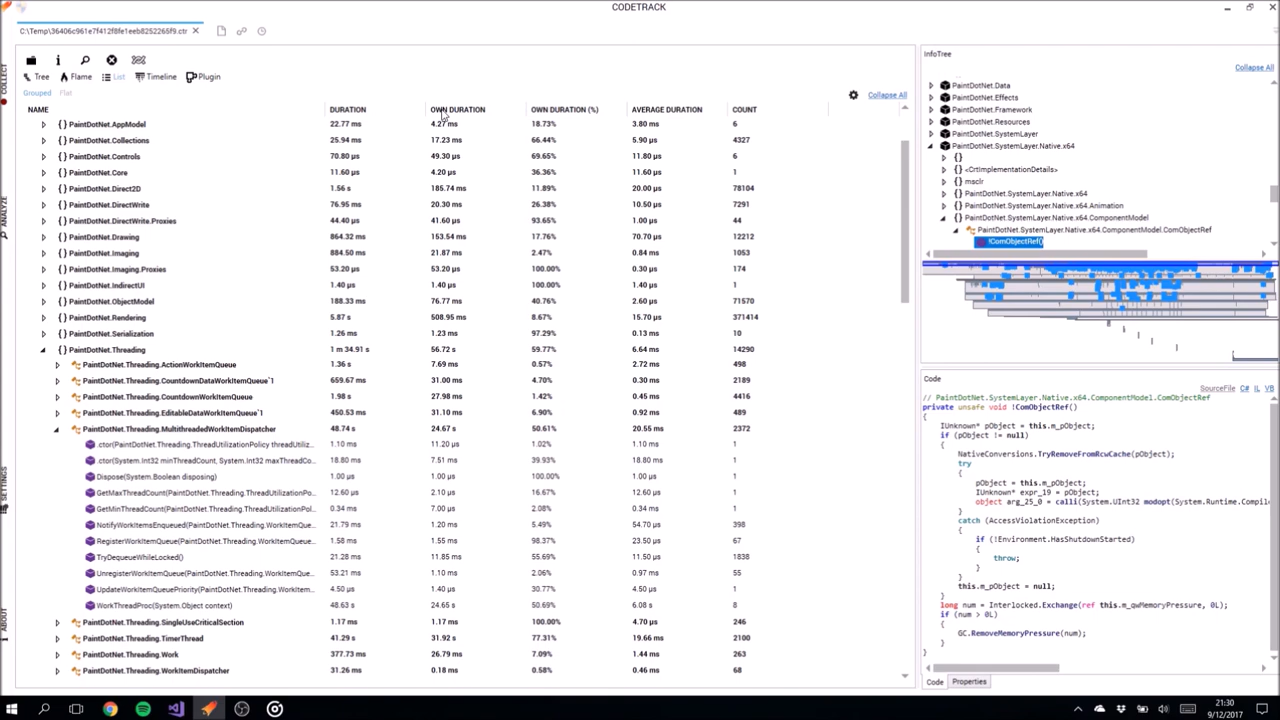 CODETRACK
C:\Temp\36406c961e7f412f8fe1eeb8252265f9.ctr
COLLECT
ANALYZE
SETTINGS
ABOUT
Tree Flame List Timeline Plugin
Grouped Flat
Collapse All
NAME DURATION OWN DURATION OWN DURATION (%) AVERAGE DURATION COUNT
{ } PaintDotNet.AppModel 22.77 ms 4.27 ms 18.73% 3.80 ms 6
{ } PaintDotNet.Collections 25.94 ms 17.23 ms 66.44% 5.90 µs 4327
{ } PaintDotNet.Controls 70.80 µs 49.30 µs 69.65% 11.80 µs 6
{ } PaintDotNet.Core 11.60 µs 4.20 µs 36.36% 11.60 µs 1
{ } PaintDotNet.Direct2D 1.56 s 185.74 ms 11.89% 20.00 µs 78104
{ } PaintDotNet.DirectWrite 76.95 ms 20.30 ms 26.38% 10.50 µs 7291
{ } PaintDotNet.DirectWrite.Proxies 44.40 µs 41.60 µs 93.65% 1.00 µs 44
{ } PaintDotNet.Drawing 864.32 ms 153.54 ms 17.76% 70.70 µs 12212
{ } PaintDotNet.Imaging 884.50 ms 21.87 ms 2.47% 0.84 ms 1053
{ } PaintDotNet.Imaging.Proxies 53.20 µs 53.20 µs 100.00% 0.30 µs 174
{ } PaintDotNet.IndirectUI 1.40 µs 1.40 µs 100.00% 1.40 µs 1
{ } PaintDotNet.ObjectModel 188.33 ms 76.77 ms 40.76% 2.60 µs 71570
{ } PaintDotNet.Rendering 5.87 s 508.95 ms 8.67% 15.70 µs 371414
{ } PaintDotNet.Serialization 1.26 ms 1.23 ms 97.29% 0.13 ms 10
{ } PaintDotNet.Threading 1 m 34.91 s 56.72 s 59.77% 6.64 ms 14290
PaintDotNet.Threading.ActionWorkItemQueue 1.36 s 7.69 ms 0.57% 2.72 ms 498
PaintDotNet.Threading.CountdownDataWorkItemQueue`1 659.67 ms 31.00 ms 4.70% 0.30 ms 2189
PaintDotNet.Threading.CountdownWorkItemQueue 1.98 s 27.98 ms 1.42% 0.45 ms 4416
PaintDotNet.Threading.EditableDataWorkItemQueue`1 450.53 ms 31.10 ms 6.90% 0.92 ms 489
PaintDotNet.Threading.MultithreadedWorkItemDispatcher 48.74 s 24.67 s 50.61% 20.55 ms 2372
.ctor(PaintDotNet.Threading.ThreadUtilizationPolicy threadUtiliz... 1.10 ms 11.20 µs 1.02% 1.10 ms 1
.ctor(System.Int32 minThreadCount, System.Int32 maxThreadCo... 18.80 ms 7.51 ms 39.93% 18.80 ms 1
Dispose(System.Boolean disposing) 1.00 µs 1.00 µs 100.00% 1.00 µs 1
GetMaxThreadCount(PaintDotNet.Threading.ThreadUtilizationPo... 12.60 µs 2.10 µs 16.67% 12.60 µs 1
GetMinThreadCount(PaintDotNet.Threading.ThreadUtilizationPol... 0.34 ms 7.00 µs 2.08% 0.34 ms 1
NotifyWorkItemsEnqueued(PaintDotNet.Threading.WorkItemQue... 21.79 ms 1.20 ms 5.49% 54.70 µs 398
RegisterWorkItemQueue(PaintDotNet.Threading.WorkItemQueue... 1.58 ms 1.55 ms 98.37% 23.50 µs 67
TryDequeueWhileLocked() 21.28 ms 11.85 ms 55.69% 11.50 µs 1838
UnregisterWorkItemQueue(PaintDotNet.Threading.WorkItemQue... 53.21 ms 1.10 ms 2.06% 0.97 ms 55
UpdateWorkItemQueuePriority(PaintDotNet.Threading.WorkItem... 4.50 µs 1.40 µs 30.77% 4.50 µs 1
WorkThreadProc(System.Object context) 48.63 s 24.65 s 50.69% 6.08 s 8
PaintDotNet.Threading.SingleUseCriticalSection 1.17 ms 1.17 ms 100.00% 4.70 µs 246
PaintDotNet.Threading.TimerThread 41.29 s 31.92 s 77.31% 19.66 ms 2100
PaintDotNet.Threading.Work 377.73 ms 26.79 ms 7.09% 1.44 ms 263
PaintDotNet.Threading.WorkItemDispatcher 31.26 ms 0.18 ms 0.58% 0.46 ms 68
InfoTree
Collapse All
PaintDotNet.Data
PaintDotNet.Effects
PaintDotNet.Framework
PaintDotNet.Resources
PaintDotNet.SystemLayer
PaintDotNet.SystemLayer.Native.x64
{ }
{ } <CrtImplementationDetails>
{ } msclr
{ } PaintDotNet.SystemLayer.Native.x64
{ } PaintDotNet.SystemLayer.Native.x64.Animation
{ } PaintDotNet.SystemLayer.Native.x64.ComponentModel
PaintDotNet.SystemLayer.Native.x64.ComponentModel.ComObjectRef
!ComObjectRef()
Code
SourceFile C# IL VB
// PaintDotNet.SystemLayer.Native.x64.ComponentModel.ComObjectRef
private unsafe void !ComObjectRef()
{
IUnknown* pObject = this.m_pObject;
if (pObject != null)
{
NativeConversions.TryRemoveFromRcwCache(pObject);
try
{
pObject = this.m_pObject;
IUnknown* expr_19 = pObject;
object arg_25_0 = calli(System.UInt32 modopt(System.Runtime.Compile
}
catch (AccessViolationException)
{
if (!Environment.HasShutdownStarted)
{
throw;
}
}
this.m_pObject = null;
}
long num = Interlocked.Exchange(ref this.m_qwMemoryPressure, 0L);
if (num > 0L)
{
GC.RemoveMemoryPressure(num);
}
}
Code Properties
21:30
9/12/2017